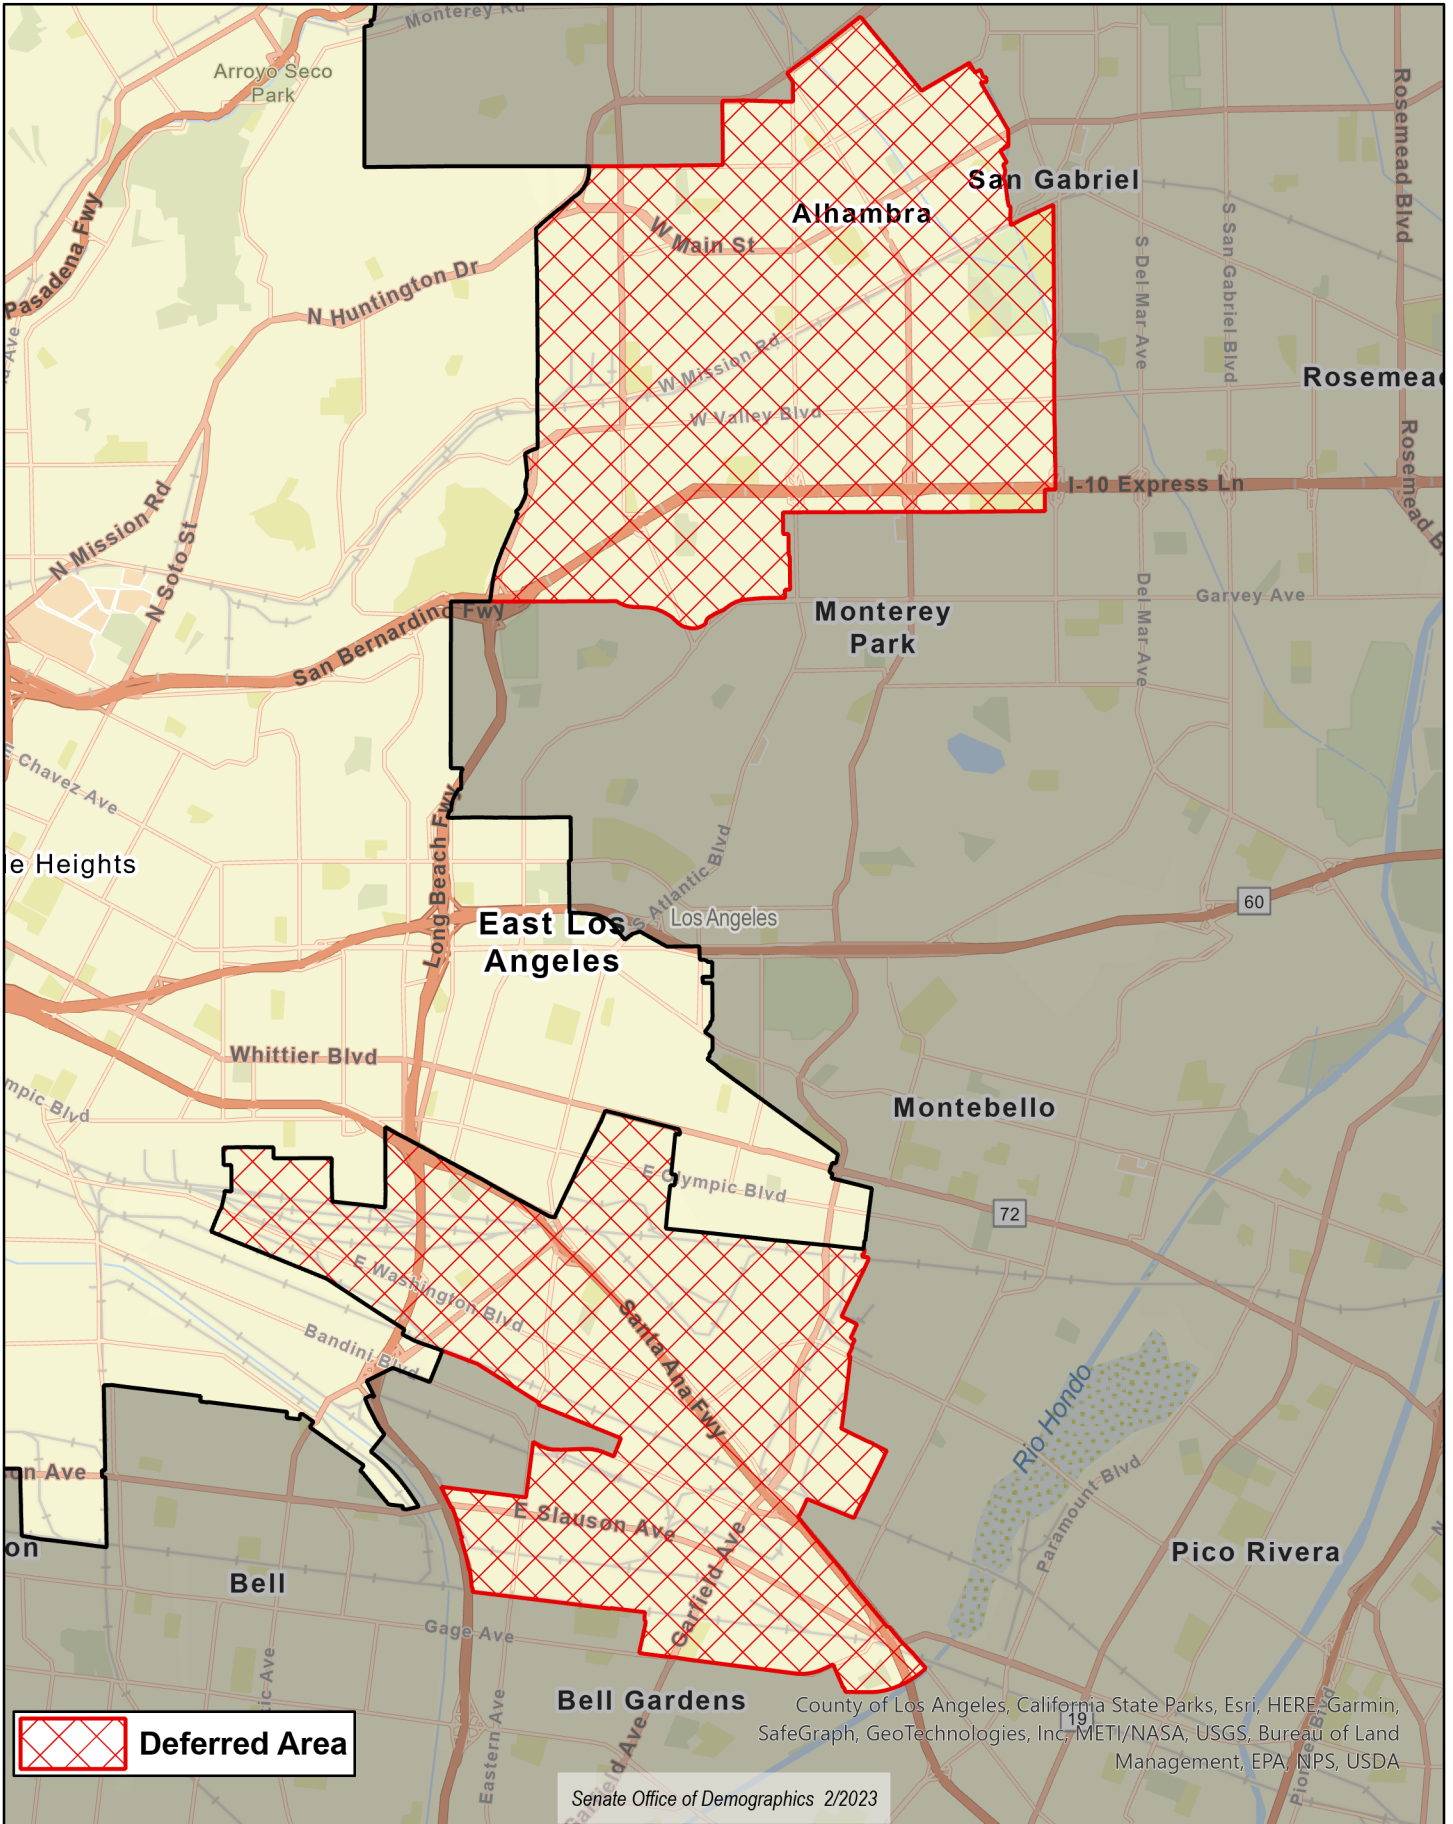 Monterey Rd
Arroyo Seco
Park
Rosemead Blvd
San Gabriel
Alhambra
W Main St
Pasadena Fwy
N Huntington Dr
S Del Mar Ave
S San Gabriel Blvd
W Mission Rd
Rosemead
W Valley Blvd
Rosemead B
I-10 Express Ln
N Mission Rd
N Soto St
San Bernardino Fwy
Monterey
Park
Garvey Ave
Del Mar Ave
E Chavez Ave
Long Beach Fwy
le Heights
S Atlantic Blvd
Los Angeles
60
East Los
Angeles
Whittier Blvd
mpic Blvd
Montebello
E Olympic Blvd
72
E Washington Blvd
Bandini Blvd
Santa Ana Fwy
Rio Hondo
Paramount Blvd
on Ave
E Slauson Ave
Garfield Ave
on
Bell
Pico Rivera
Gage Ave
ic Ave
Eastern Ave
Bell Gardens
Garfield Ave
19
County of Los Angeles, California State Parks, Esri, HERE, Garmin,
SafeGraph, GeoTechnologies, Inc, METI/NASA, USGS, Bureau of Land
Management, EPA, NPS, USDA
Deferred Area
Senate Office of Demographics 2/2023